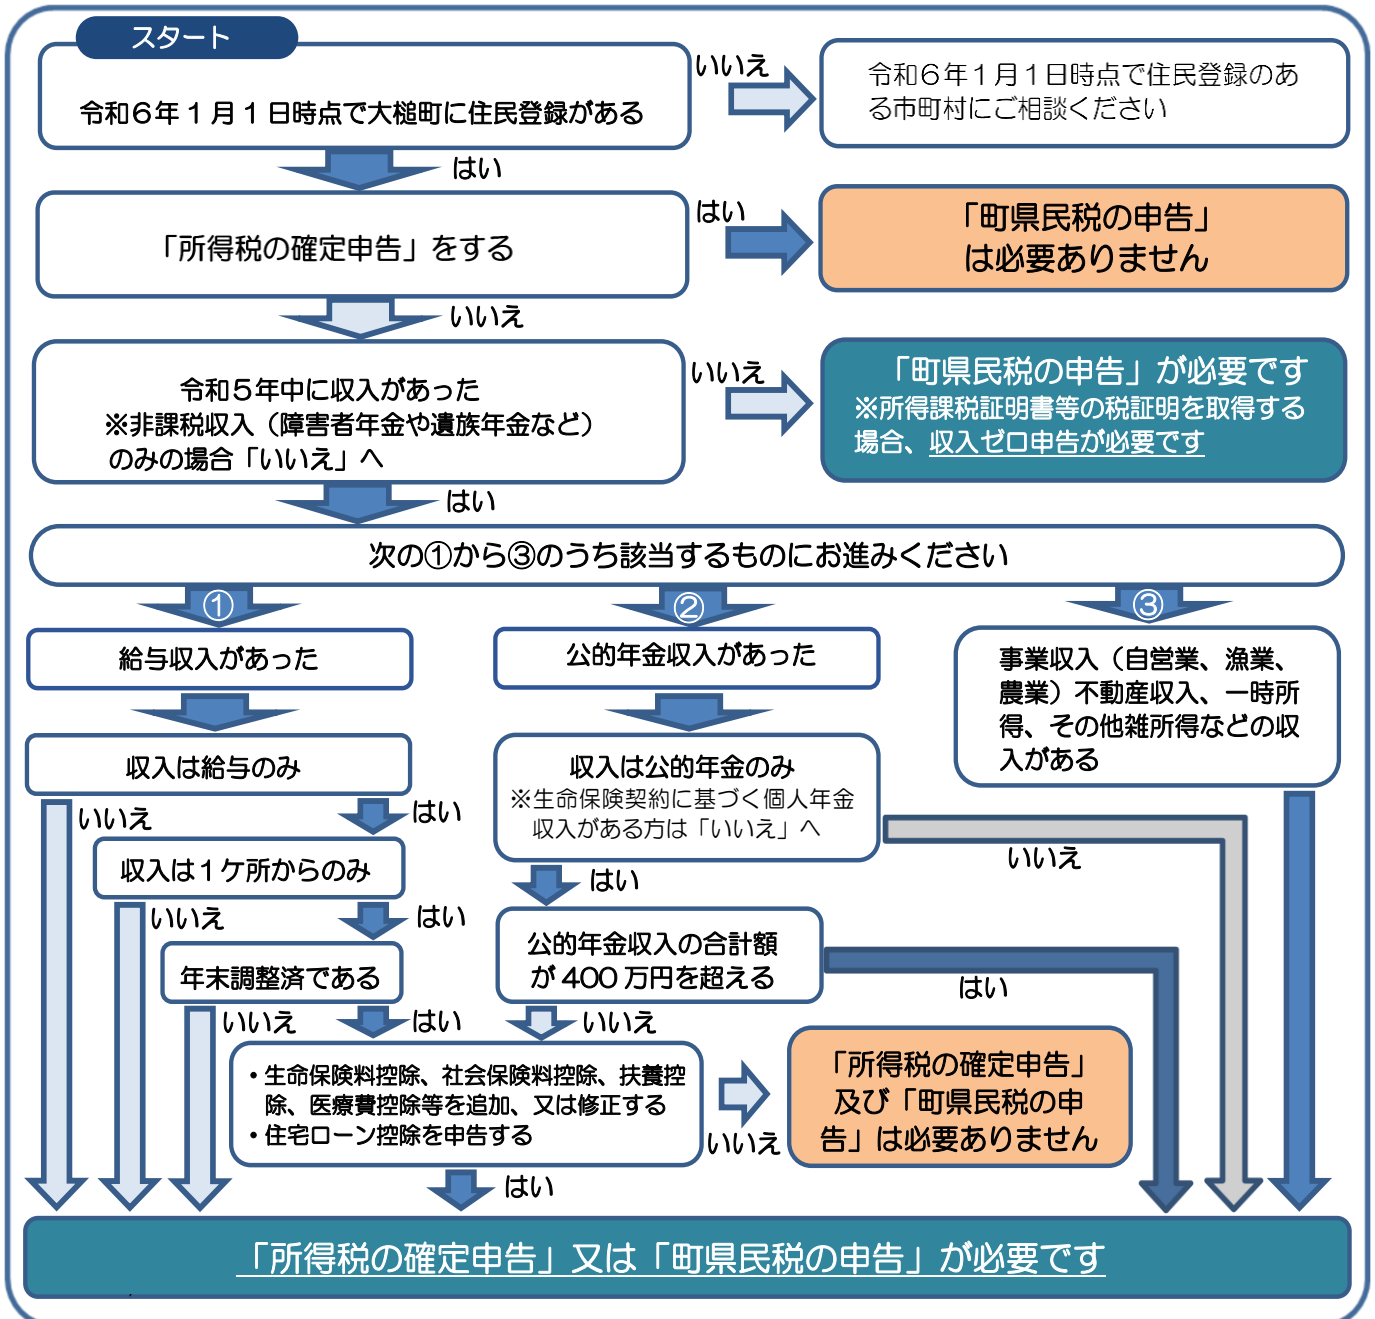 スタート
令和６年１月１日時点で大槌町に住民登録がある
いいえ
令和６年１月１日時点で住民登録のあ
る市町村にご相談ください
はい
「所得税の確定申告」をする
はい
「町県民税の申告」
は必要ありません
いいえ
令和５年中に収入があった
※非課税収入（障害者年金や遺族年金など）
のみの場合「いいえ」へ
いいえ
「町県民税の申告」が必要です
※所得課税証明書等の税証明を取得する
場合、収入ゼロ申告が必要です
はい
次の①から③のうち該当するものにお進みください
①
②
③
給与収入があった
公的年金収入があった
事業収入（自営業、漁業、
農業）不動産収入、一時所
得、その他雑所得などの収
入がある
収入は給与のみ
収入は公的年金のみ
※生命保険契約に基づく個人年金
収入がある方は「いいえ」へ
いいえ
はい
いいえ
収入は１ケ所からのみ
はい
いいえ
はい
公的年金収入の合計額
が 400 万円を超える
年末調整済である
はい
いいえ
はい
いいえ
・生命保険料控除、社会保険料控除、扶養控
除、医療費控除等を追加、又は修正する
・住宅ローン控除を申告する
いいえ
「所得税の確定申告」
及び「町県民税の申
告」は必要ありません
はい
「所得税の確定申告」又は「町県民税の申告」が必要です